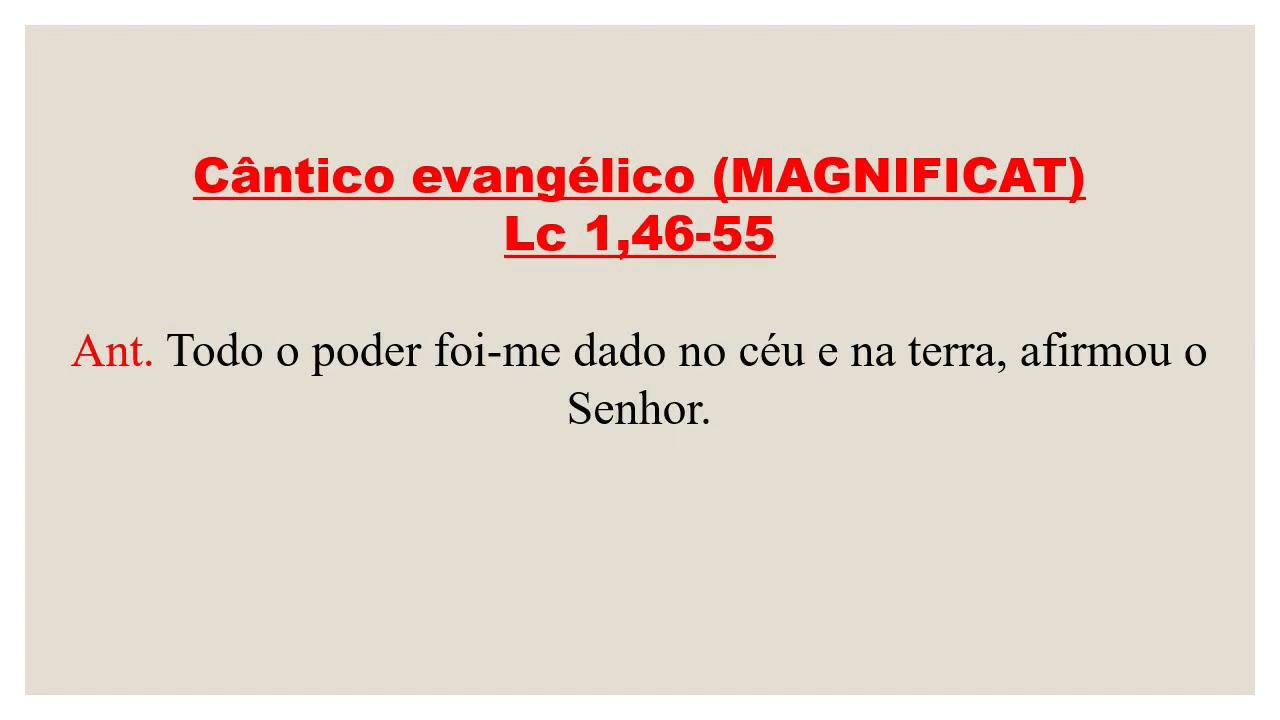 Cântico evangélico (MAGNIFICAT)
Lc 1,46-55
Ant. Todo o poder foi-me dado no céu e na terra, afirmou o
Senhor.